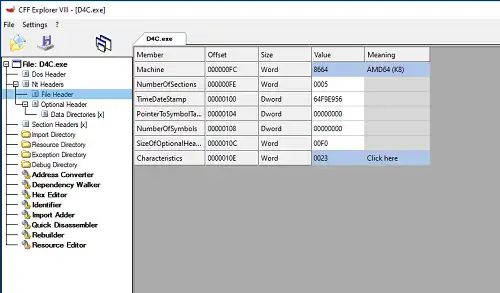 CFF Explorer VIII - [D4C.exe]
File Settings ?
D4C.exe
File: D4C.exe
Dos Header
Nt Headers
File Header
Optional Header
Data Directories [x]
Section Headers [x]
Import Directory
Resource Directory
Exception Directory
Debug Directory
Address Converter
Dependency Walker
Hex Editor
Identifier
Import Adder
Quick Disassembler
Rebuilder
Resource Editor
Member Offset Size Value Meaning
Machine 000000FC Word 8664 AMD64 (K8)
NumberOfSections 000000FE Word 0005
TimeDateStamp 00000100 Dword 64F9E956
PointerToSymbolTa... 00000104 Dword 00000000
NumberOfSymbols 00000108 Dword 00000000
SizeOfOptionalHea... 0000010C Word 00F0
Characteristics 0000010E Word 0023 Click here